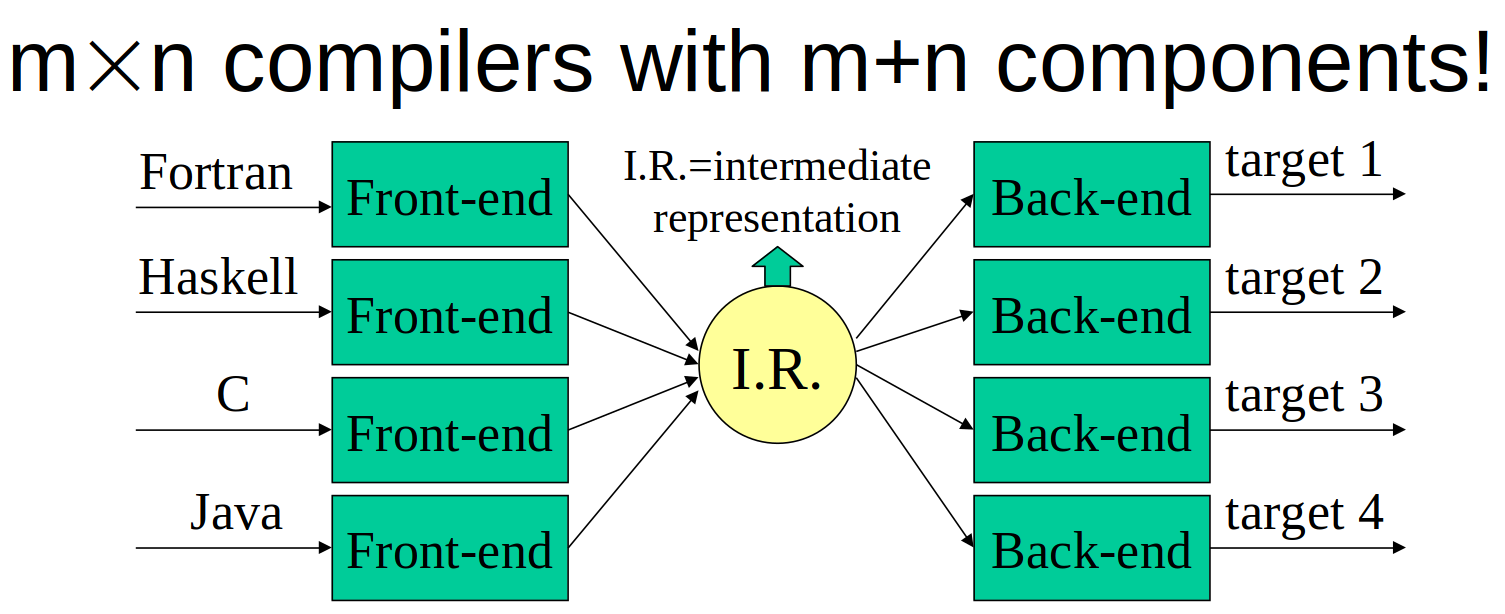 m×n compilers with m+n components!
Fortran
Front-end
I.R.=intermediate
representation
Back-end
target 1
Haskell
Front-end
Back-end
target 2
I.R.
C
Front-end
Back-end
target 3
Java
Front-end
Back-end
target 4